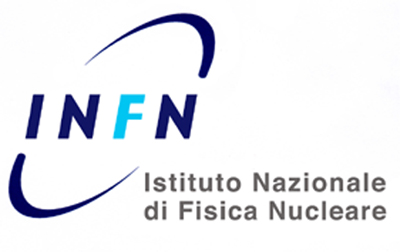 INFN
Istituto Nazionale
di Fisica Nucleare